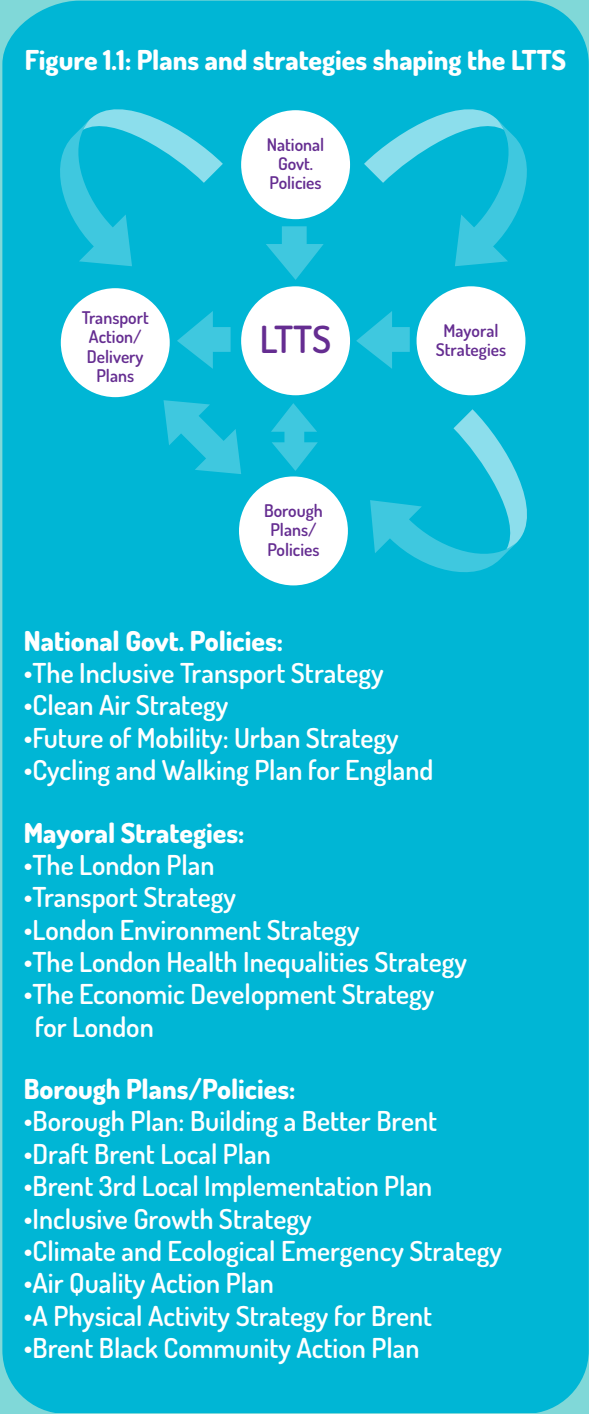 Figure 1.1: Plans and strategies shaping the LTTS
National
Govt.
Policies
Transport
Action/
Delivery
Plans
LTTS
Mayoral
Strategies
Borough
Plans/
Policies
National Govt. Policies:
•The Inclusive Transport Strategy
•Clean Air Strategy
•Future of Mobility: Urban Strategy
•Cycling and Walking Plan for England
Mayoral Strategies:
•The London Plan
•Transport Strategy
•London Environment Strategy
•The London Health Inequalities Strategy
•The Economic Development Strategy
for London
Borough Plans/Policies:
•Borough Plan: Building a Better Brent
•Draft Brent Local Plan
•Brent 3rd Local Implementation Plan
•Inclusive Growth Strategy
•Climate and Ecological Emergency Strategy
•Air Quality Action Plan
•A Physical Activity Strategy for Brent
•Brent Black Community Action Plan